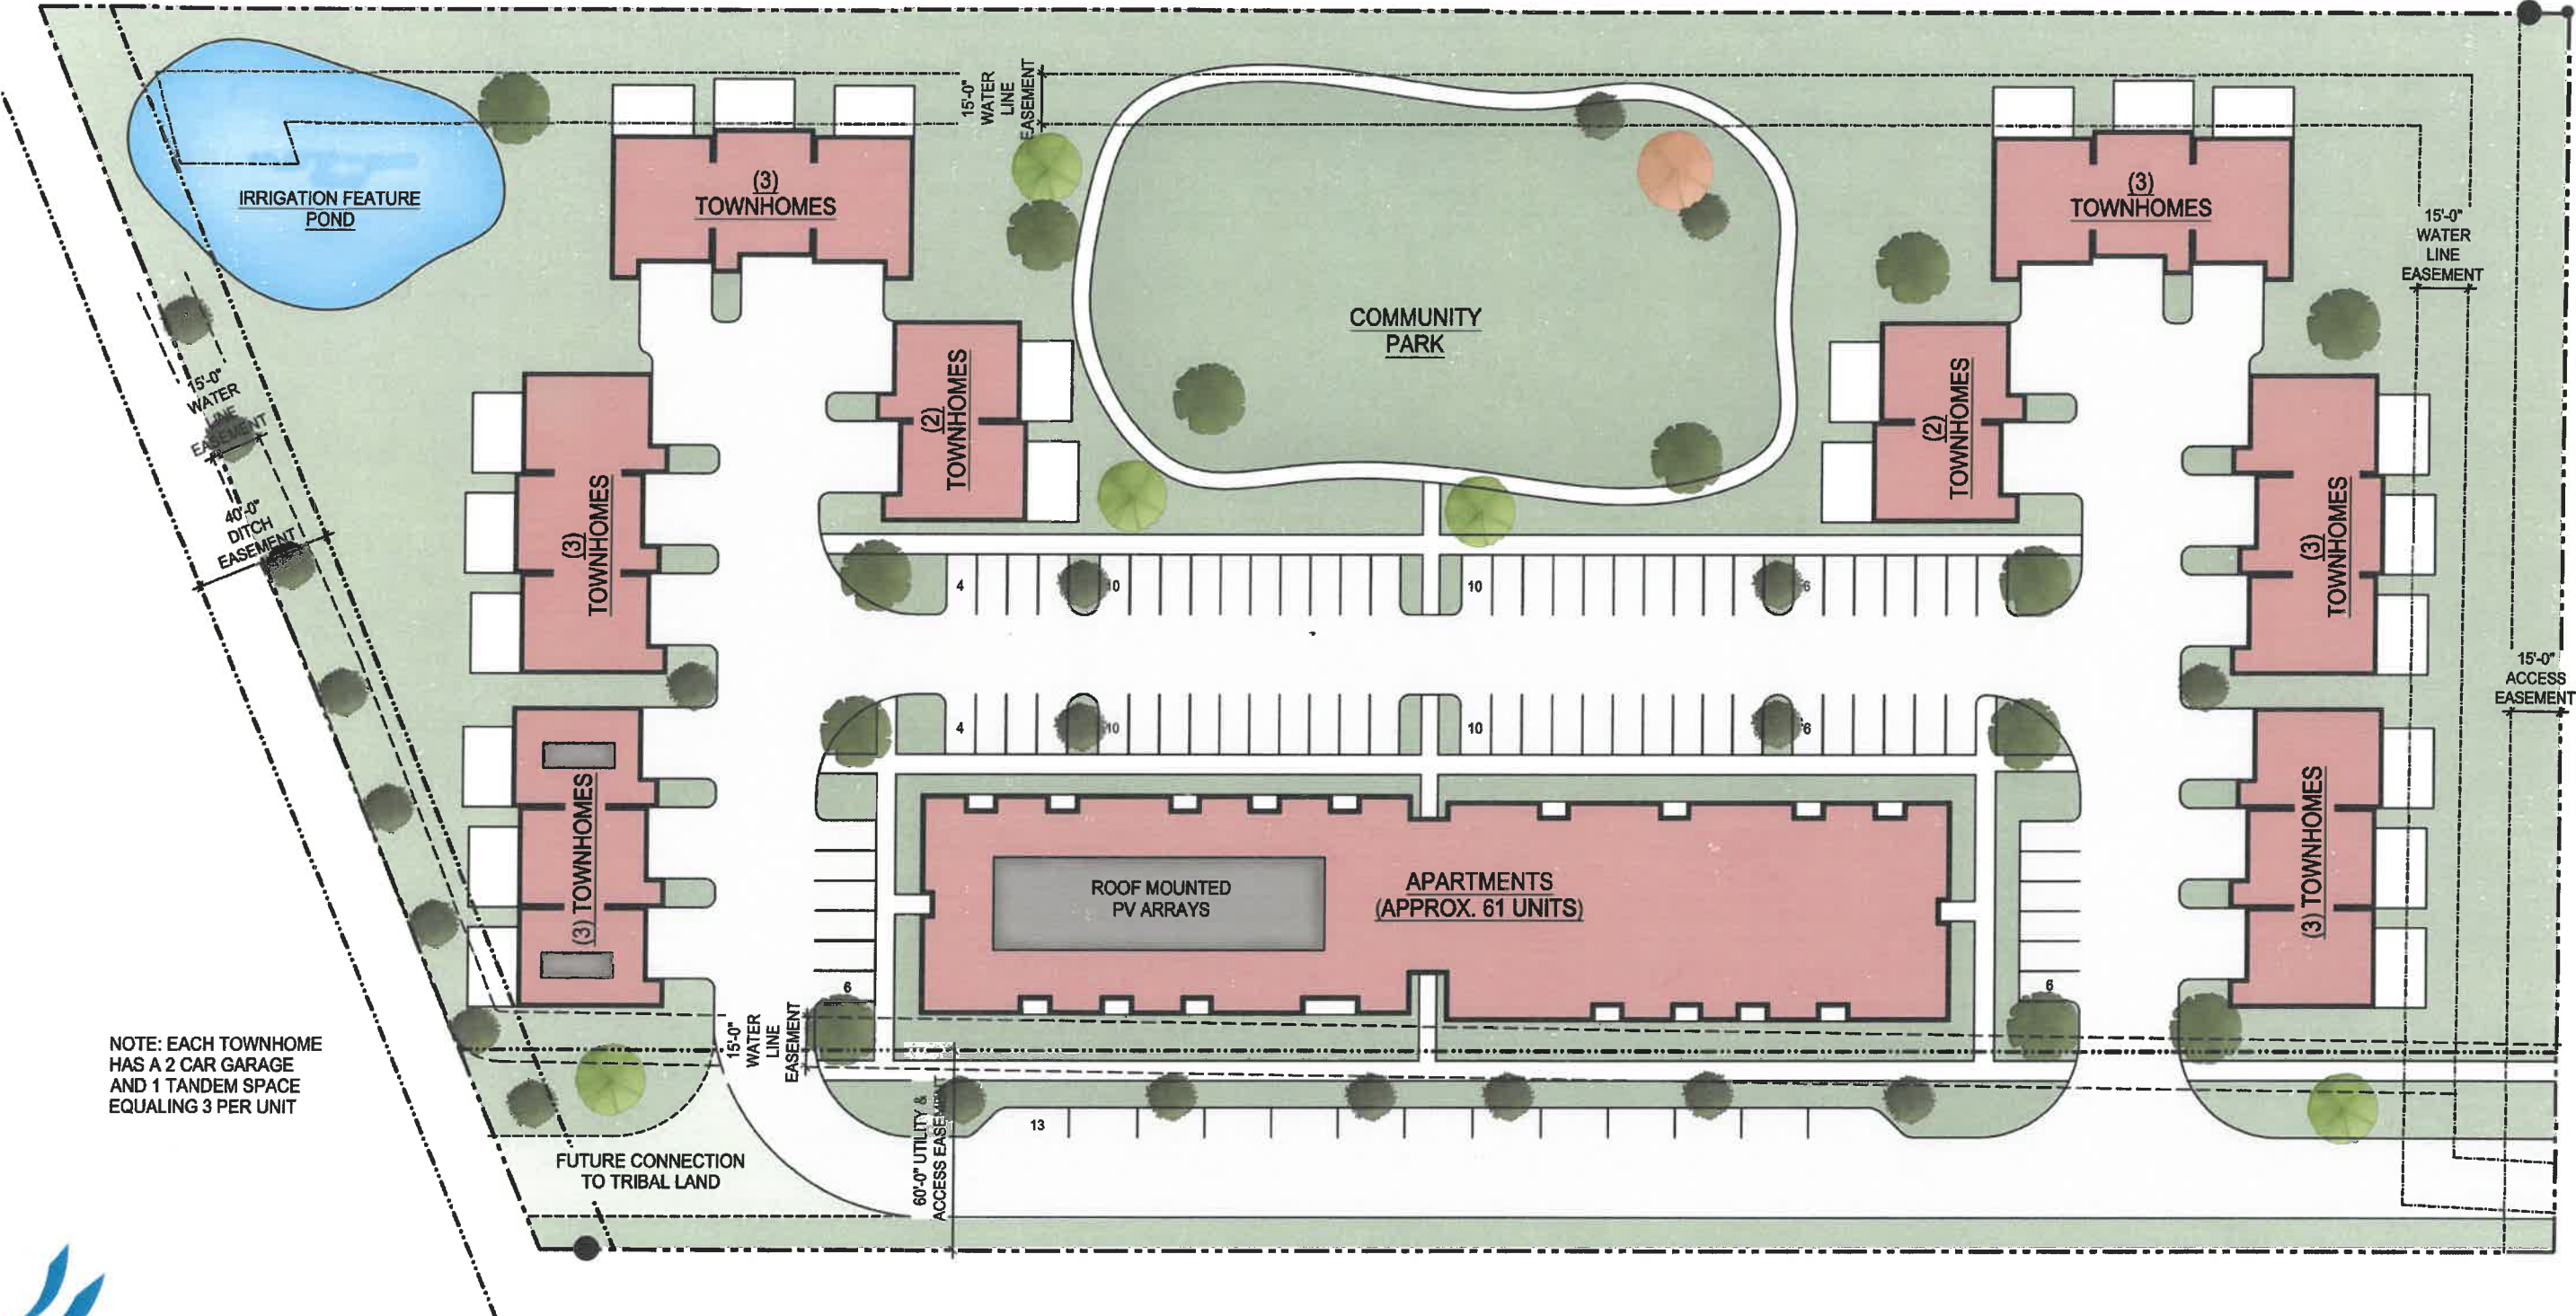 15'-0"
WATER
LINE
EASEMENT
IRRIGATION FEATURE
POND
(3)
TOWNHOMES
(3)
TOWNHOMES
15'-0"
WATER
LINE
EASEMENT
COMMUNITY
PARK
(2)
TOWNHOMES
(2)
TOWNHOMES
15'-0"
WATER
LINE
EASEMENT
40'-0"
DITCH
EASEMENT
(3)
TOWNHOMES
(3)
TOWNHOMES
4
10
10
6
15'-0"
ACCESS
EASEMENT
4
10
10
6
(3) TOWNHOMES
(3) TOWNHOMES
ROOF MOUNTED
PV ARRAYS
APARTMENTS
(APPROX. 61 UNITS)
6
6
15'-0"
WATER
LINE
EASEMENT
NOTE: EACH TOWNHOME
HAS A 2 CAR GARAGE
AND 1 TANDEM SPACE
EQUALING 3 PER UNIT
13
60'-0" UTILITY &
ACCESS EASEMENT
FUTURE CONNECTION
TO TRIBAL LAND